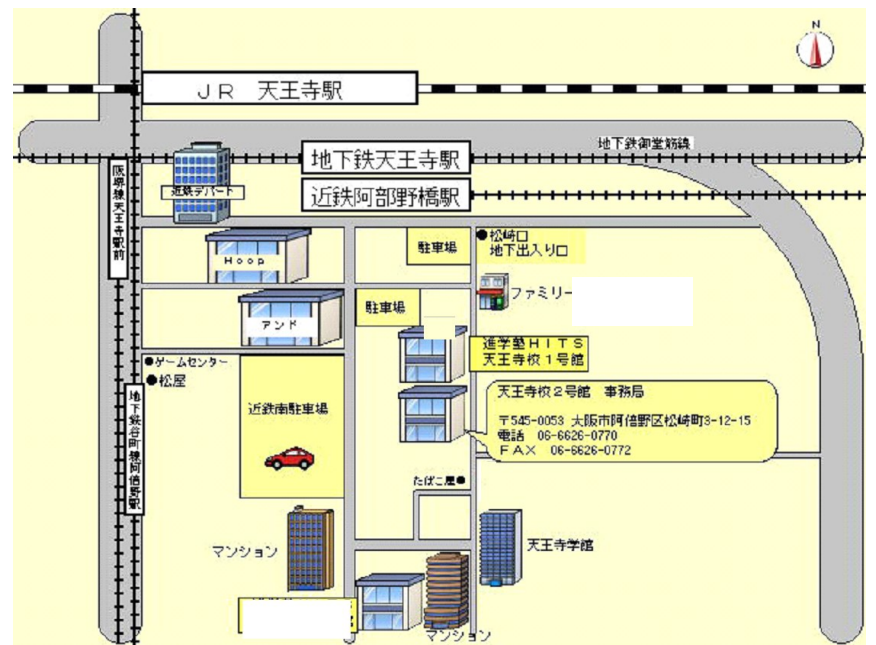 N
JR 天王寺駅
地下鉄御堂筋線
地下鉄天王寺駅
近鉄阿部野橋駅
阪堺線天王寺駅前
近鉄デパート
Hoop
駐車場
●松崎口
地下出入り口
ファミリー
アンド
駐車場
進学塾HITS
天王寺校1号館
●ゲームセンター
●松屋
地下鉄谷町線阿倍野駅
近鉄南駐車場
天王寺校2号館 事務局
〒545-0053 大阪市阿倍野区松崎町3-12-15
電話 06-6626-0770
FAX 06-6626-0772
たばこ屋●
マンション
天王寺学館
マンション